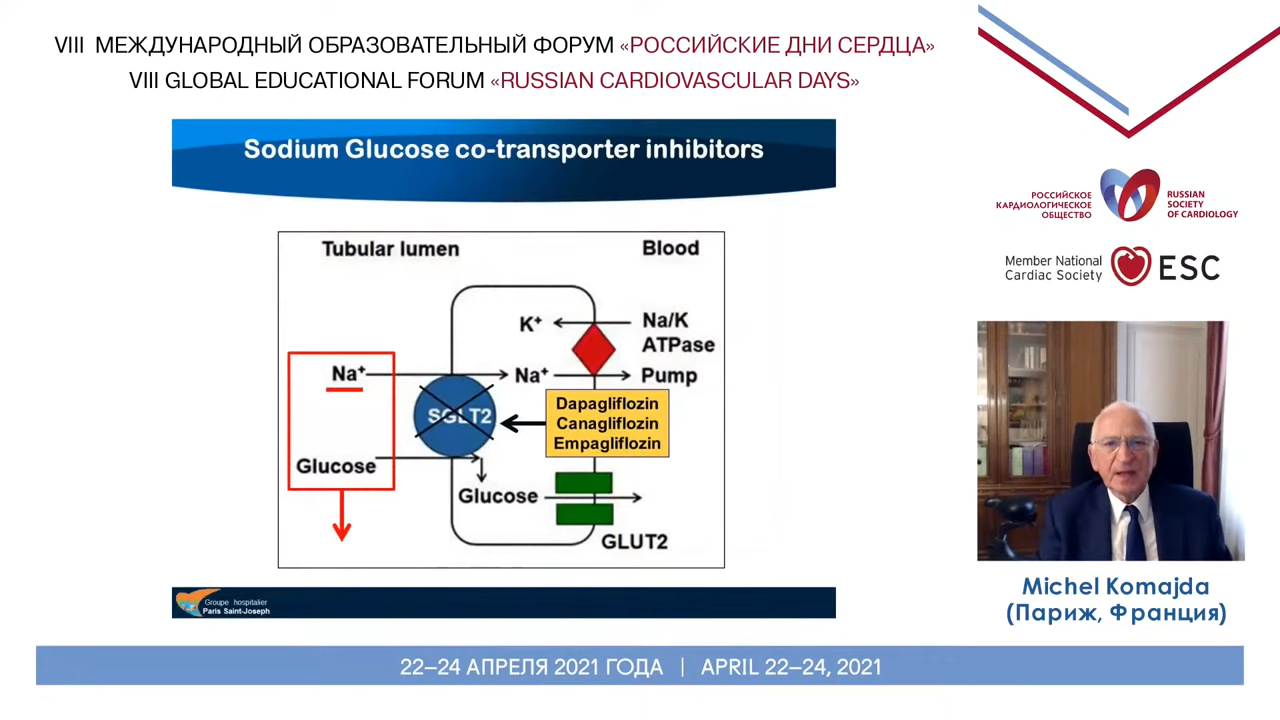 VIII МЕЖДУНАРОДНЫЙ ОБРАЗОВАТЕЛЬНЫЙ ФОРУМ «РОССИЙСКИЕ ДНИ СЕРДЦА»
VIII GLOBAL EDUCATIONAL FORUM «RUSSIAN CARDIOVASCULAR DAYS»
Sodium Glucose co-transporter inhibitors
Tubular lumen
Blood
K⁺
Na/K
ATPase
Pump
Na⁺
Na⁺
SGLT2
Dapagliflozin
Canagliflozin
Empagliflozin
Glucose
Glucose
GLUT2
Groupe hospitalier
Paris Saint-Joseph
РОССИЙСКОЕ
КАРДИОЛОГИЧЕСКОЕ
ОБЩЕСТВО
RUSSIAN
SOCIETY
OF CARDIOLOGY
Member National
Cardiac Society
ESC
Michel Komajda
(Париж, Франция)
22–24 АПРЕЛЯ 2021 ГОДА | APRIL 22–24, 2021